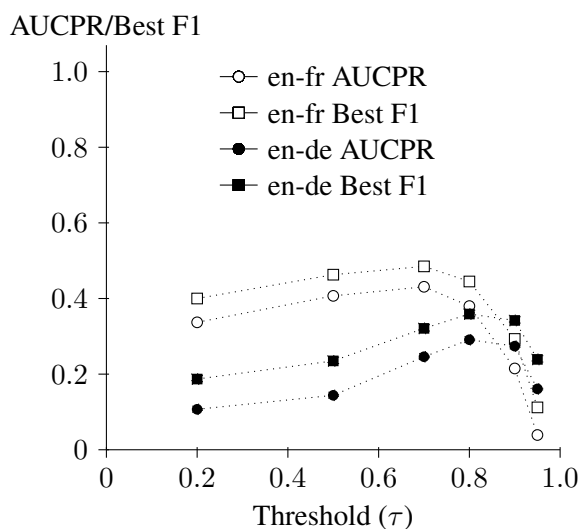 AUCPR/Best F1
1.0
en-fr AUCPR
en-fr Best F1
0.8
en-de AUCPR
en-de Best F1
0.6
0.4
0.2
0
0 0.2 0.4 0.6 0.8 1.0
Threshold (τ)